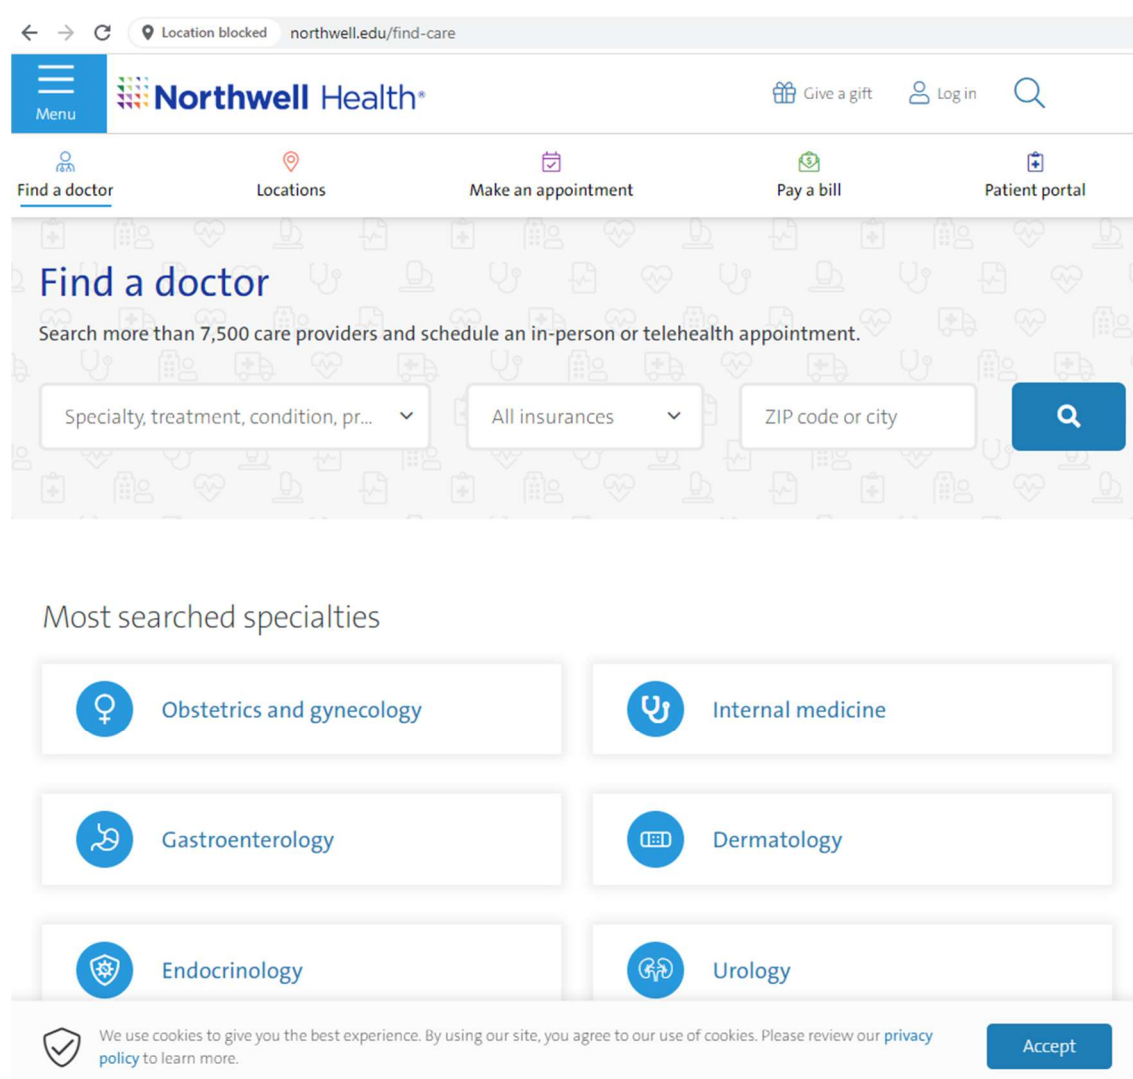 Location blocked northwell.edu/find-care
Menu
Northwell Health®
Give a gift
Log in
Find a doctor
Locations
Make an appointment
Pay a bill
Patient portal
Find a doctor
Search more than 7,500 care providers and schedule an in-person or telehealth appointment.
Specialty, treatment, condition, pr...
All insurances
ZIP code or city
Most searched specialties
Obstetrics and gynecology
Internal medicine
Gastroenterology
Dermatology
Endocrinology
Urology
We use cookies to give you the best experience. By using our site, you agree to our use of cookies. Please review our privacy
policy to learn more.
Accept